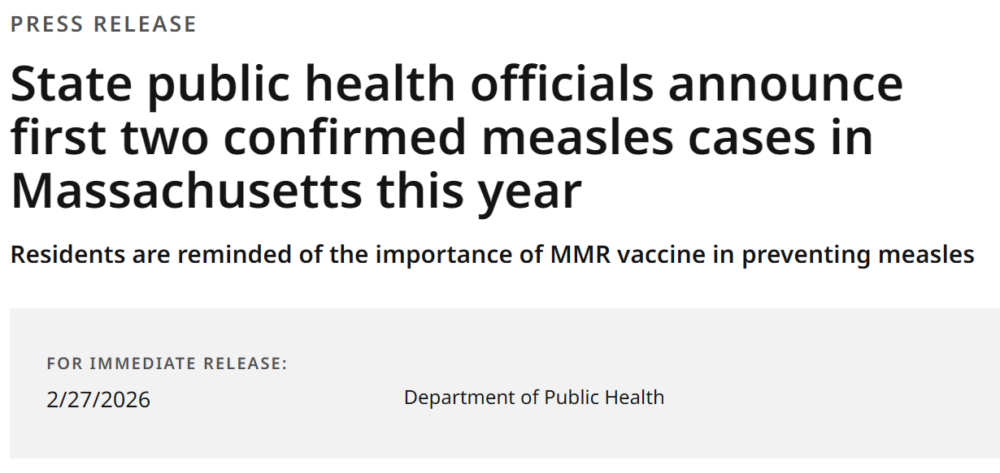 PRESS RELEASE
State public health officials announce
first two confirmed measles cases in
Massachusetts this year
Residents are reminded of the importance of MMR vaccine in preventing measles
FOR IMMEDIATE RELEASE:
2/27/2026
Department of Public Health